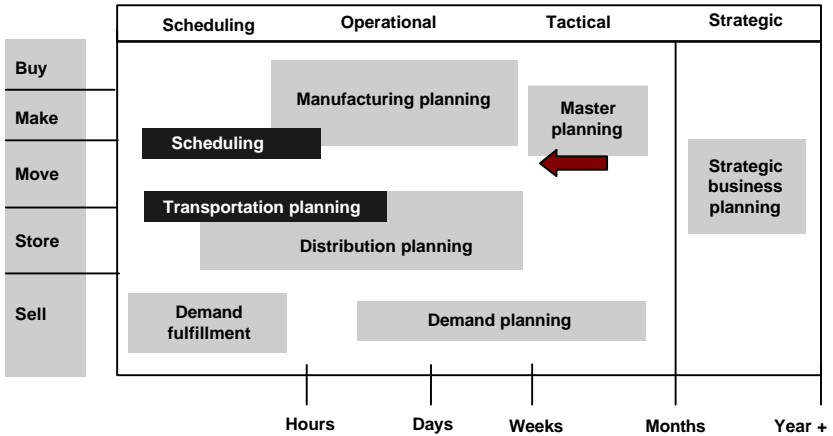 Scheduling Operational Tactical Strategic
Buy
Manufacturing planning
Master
planning
Make
Scheduling
Move
Strategic
business
planning
Transportation planning
Store
Distribution planning
Sell
Demand
fulfillment
Demand planning
Hours Days Weeks Months Year +